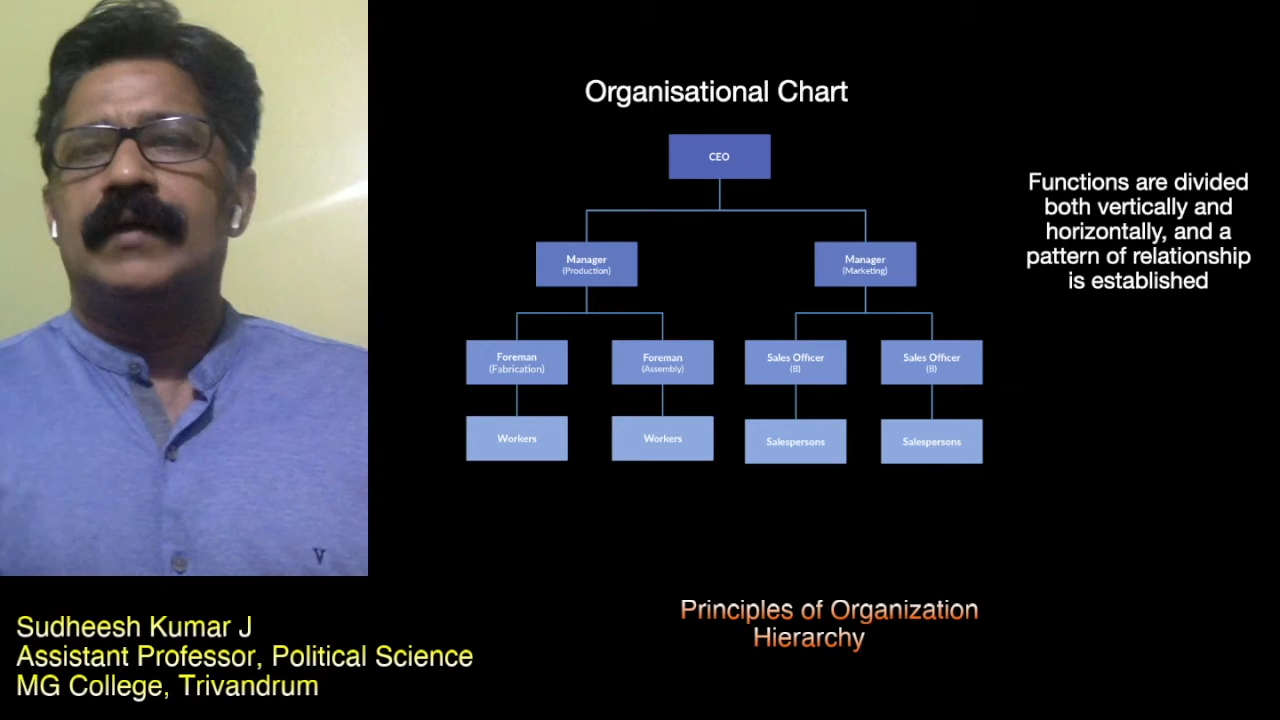 Organisational Chart
CEO
Functions are divided
both vertically and
horizontally, and a
pattern of relationship
is established
Manager
(Production)
Manager
(Marketing)
Foreman
(Fabrication)
Foreman
(Assembly)
Sales Officer
(B)
Sales Officer
(B)
Workers
Workers
Salespersons
Salespersons
V
Principles of Organization
Hierarchy
Sudheesh Kumar J
Assistant Professor, Political Science
MG College, Trivandrum